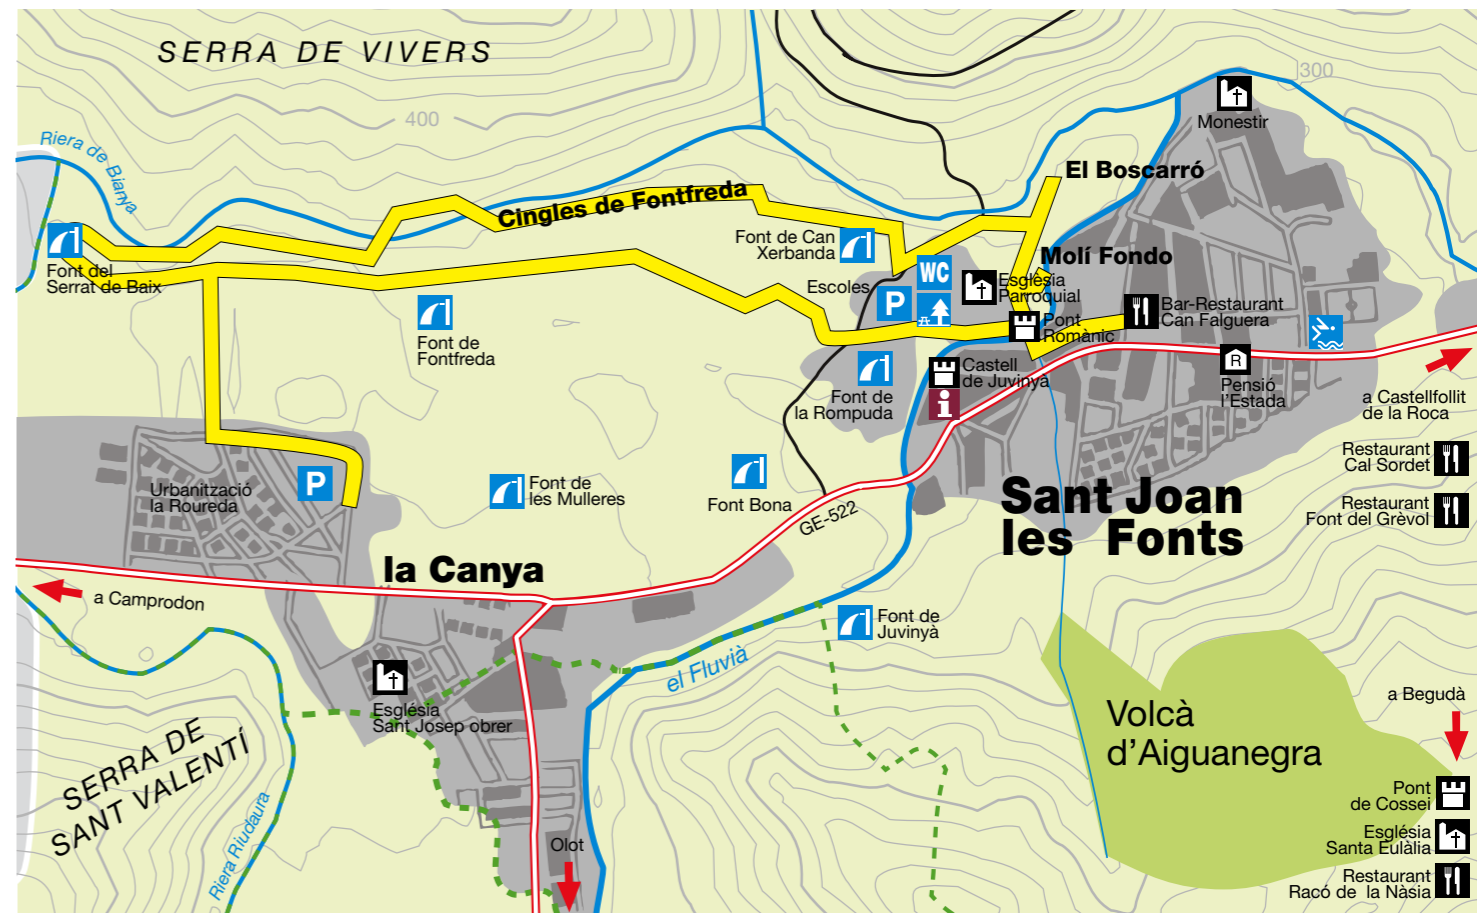 SERRA DE VIVERS
400
300
Monestir
Riera de Bianya
El Boscarró
Cingles de Fontfreda
Font de Can
Xerbanda
WC
Molí Fondo
Font del
Serrat de Baix
Escoles
P
Església
Parroquial
Bar-Restaurant
Can Falguera
Pont
Romànic
Font de
Fontfreda
Castell
de Juvinyà
i
R
Pensió
l'Estada
Font de
la Rompuda
a Castellfollit
de la Roca
Restaurant
Cal Sordet
Urbanització
la Roureda
P
Font de
les Mulleres
Font Bona
GE-522
Sant Joan
les Fonts
Restaurant
Font del Grèvol
la Canya
a Camprodon
Font de
Juvinyà
el Fluvià
Església
Sant Josep obrer
SERRA DE
SANT VALENTÍ
Riera Riudaura
Olot
Volcà
d'Aiguanegra
a Begudà
Pont
de Cossei
Església
Santa Eulàlia
Restaurant
Racó de la Nàsia